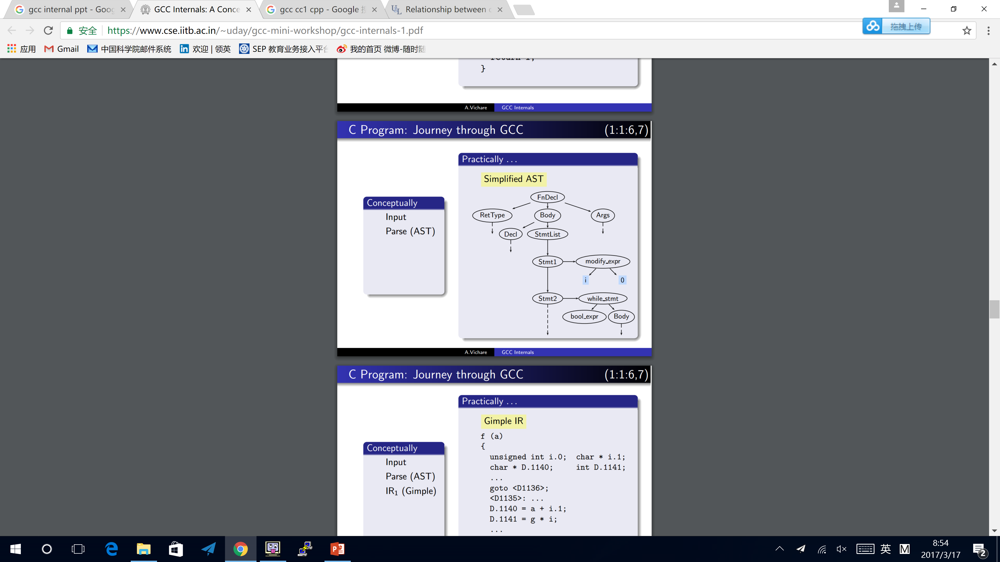 gcc internal ppt - Goog
GCC Internals: A Conce
gcc cc1 cpp - Google 搜
Relationship between c
安全
https://www.cse.iitb.ac.in/~uday/gcc-mini-workshop/gcc-internals-1.pdf
拖拽上传
应用
Gmail
中国科学院邮件系统
欢迎 | 领英
SEP 教育业务接入平台
我的首页 微博-随时随
}
A.Vichare GCC Internals
C Program: Journey through GCC (1:1:6,7)
Practically . . .
Simplified AST
Conceptually
Input
Parse (AST)
FnDecl
RetType Body Args
Decl StmtList
Stmt1 modify_expr
i 0
Stmt2 while_stmt
bool_expr Body
A.Vichare GCC Internals
C Program: Journey through GCC (1:1:6,7)
Practically . . .
Gimple IR
Conceptually
Input
Parse (AST)
IR1 (Gimple)
f (a)
{
unsigned int i.0; char * i.1;
char * D.1140; int D.1141;
...
goto <D1136>;
<D1135>: ...
D.1140 = a + i.1;
D.1141 = g * i;
...
英
M
8:54
2017/3/17
2